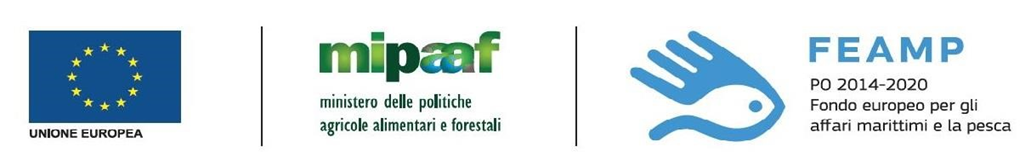 UNIONE EUROPEA
mipaaf
ministero delle politiche
agricole alimentari e forestali
FEAMP
PO 2014-2020
Fondo europeo per gli
affari marittimi e la pesca